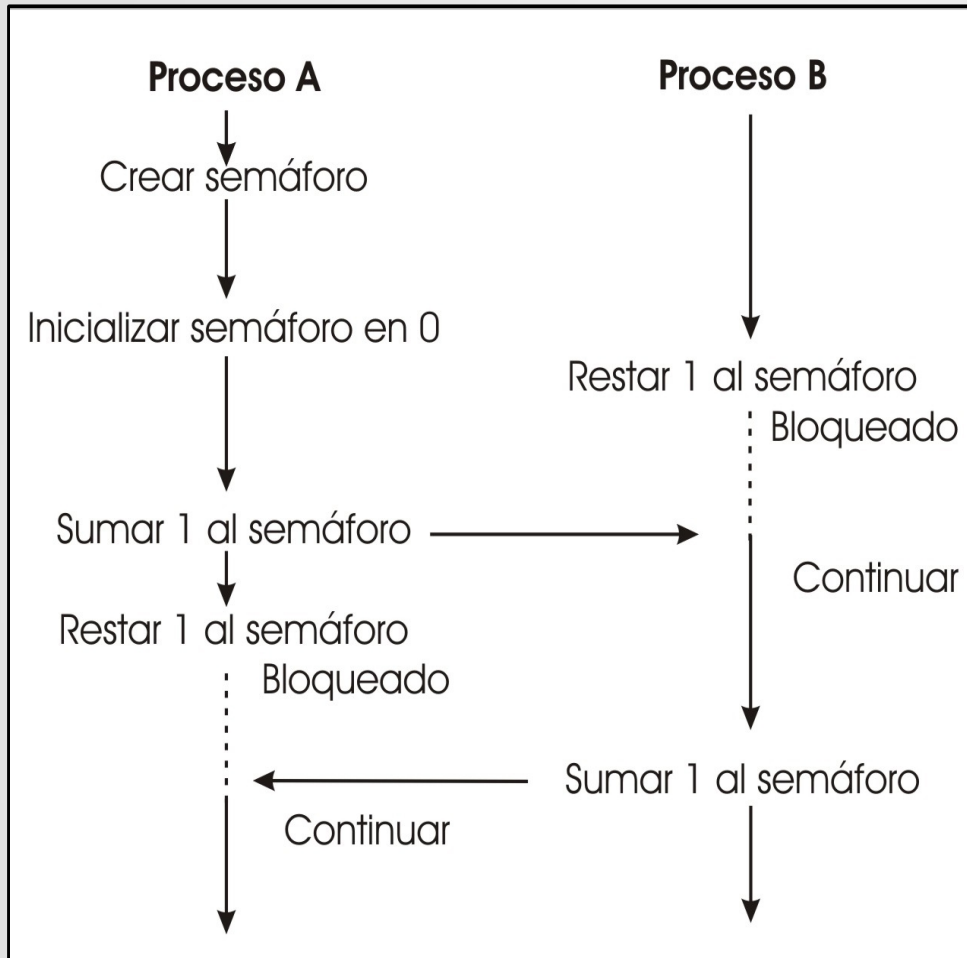 Proceso A
Proceso B
Crear semáforo
Inicializar semáforo en 0
Restar 1 al semáforo
Bloqueado
Sumar 1 al semáforo
Continuar
Restar 1 al semáforo
Bloqueado
Sumar 1 al semáforo
Continuar